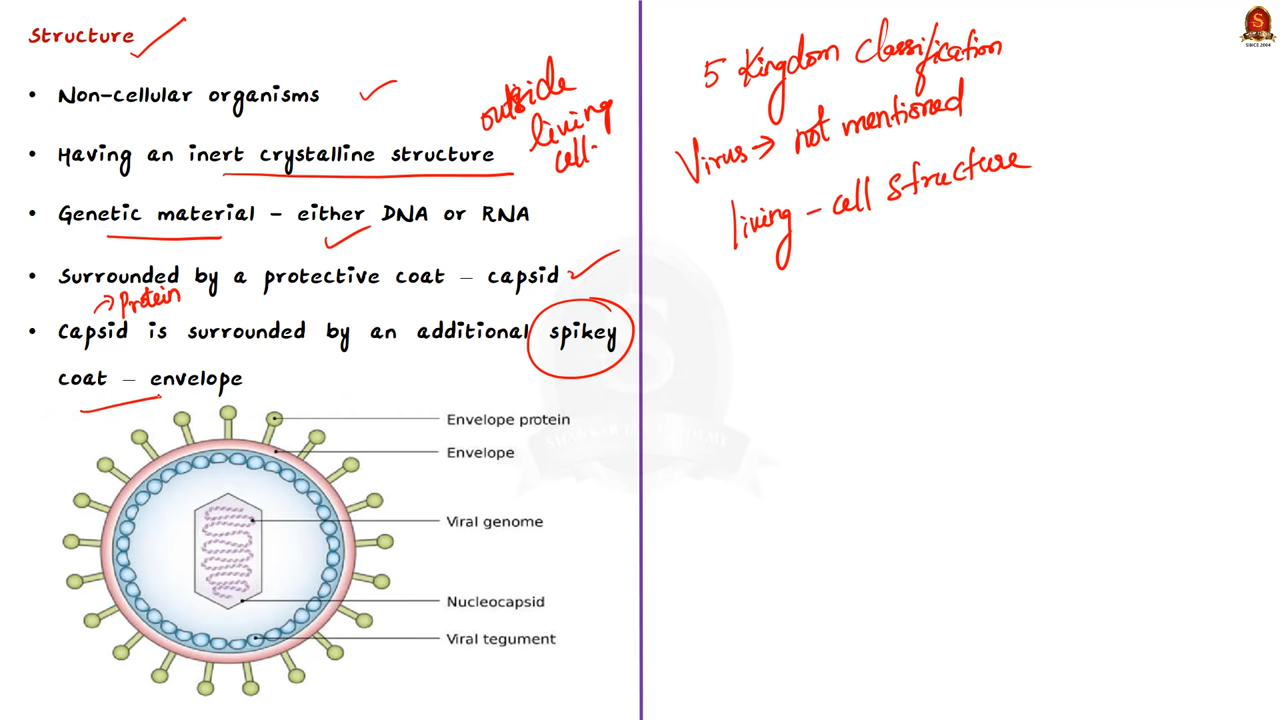 Structure
• Non-cellular organisms
• Having an inert crystalline structure
outside
living
cell.
• Genetic material – either DNA or RNA
• Surrounded by a protective coat – capsid
→ Protein
• Capsid is surrounded by an additional spikey
coat – envelope
Envelope protein
Envelope
Viral genome
Nucleocapsid
Viral tegument
5 Kingdom Classification
Virus → not mentioned
living – cell structure
S
SINCE 2004